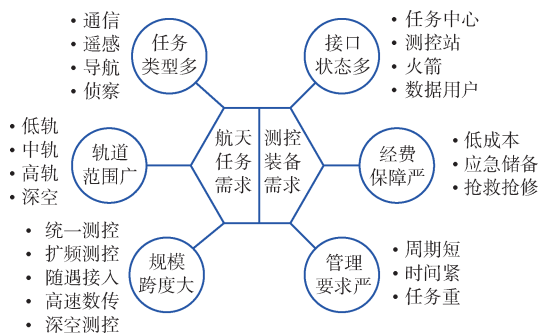 • 通信
• 遥感
• 导航
• 侦察
任务
类型多
接口
状态多
• 任务中心
• 测控站
• 火箭
• 数据用户
• 低轨
• 中轨
• 高轨
• 深空
轨道
范围广
航天
任务
需求
测控
装备
需求
经费
保障严
• 低成本
• 应急储备
• 抢救抢修
• 统一测控
• 扩频测控
• 随遇接入
• 高速数传
• 深空测控
规模
跨度大
管理
要求严
• 周期短
• 时间紧
• 任务重